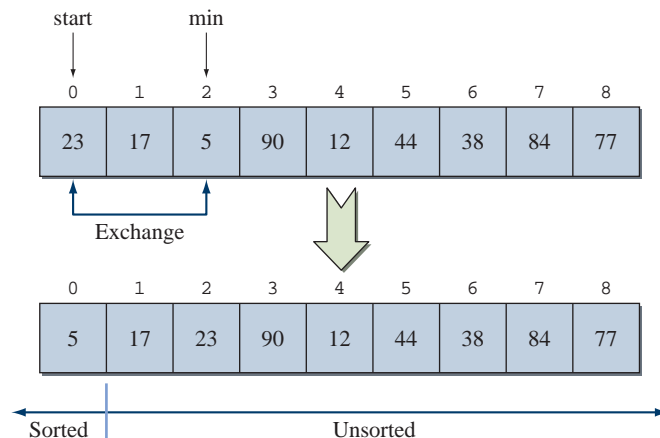 start min
0 1 2 3 4 5 6 7 8
23 17 5 90 12 44 38 84 77
Exchange
0 1 2 3 4 5 6 7 8
5 17 23 90 12 44 38 84 77
Sorted Unsorted